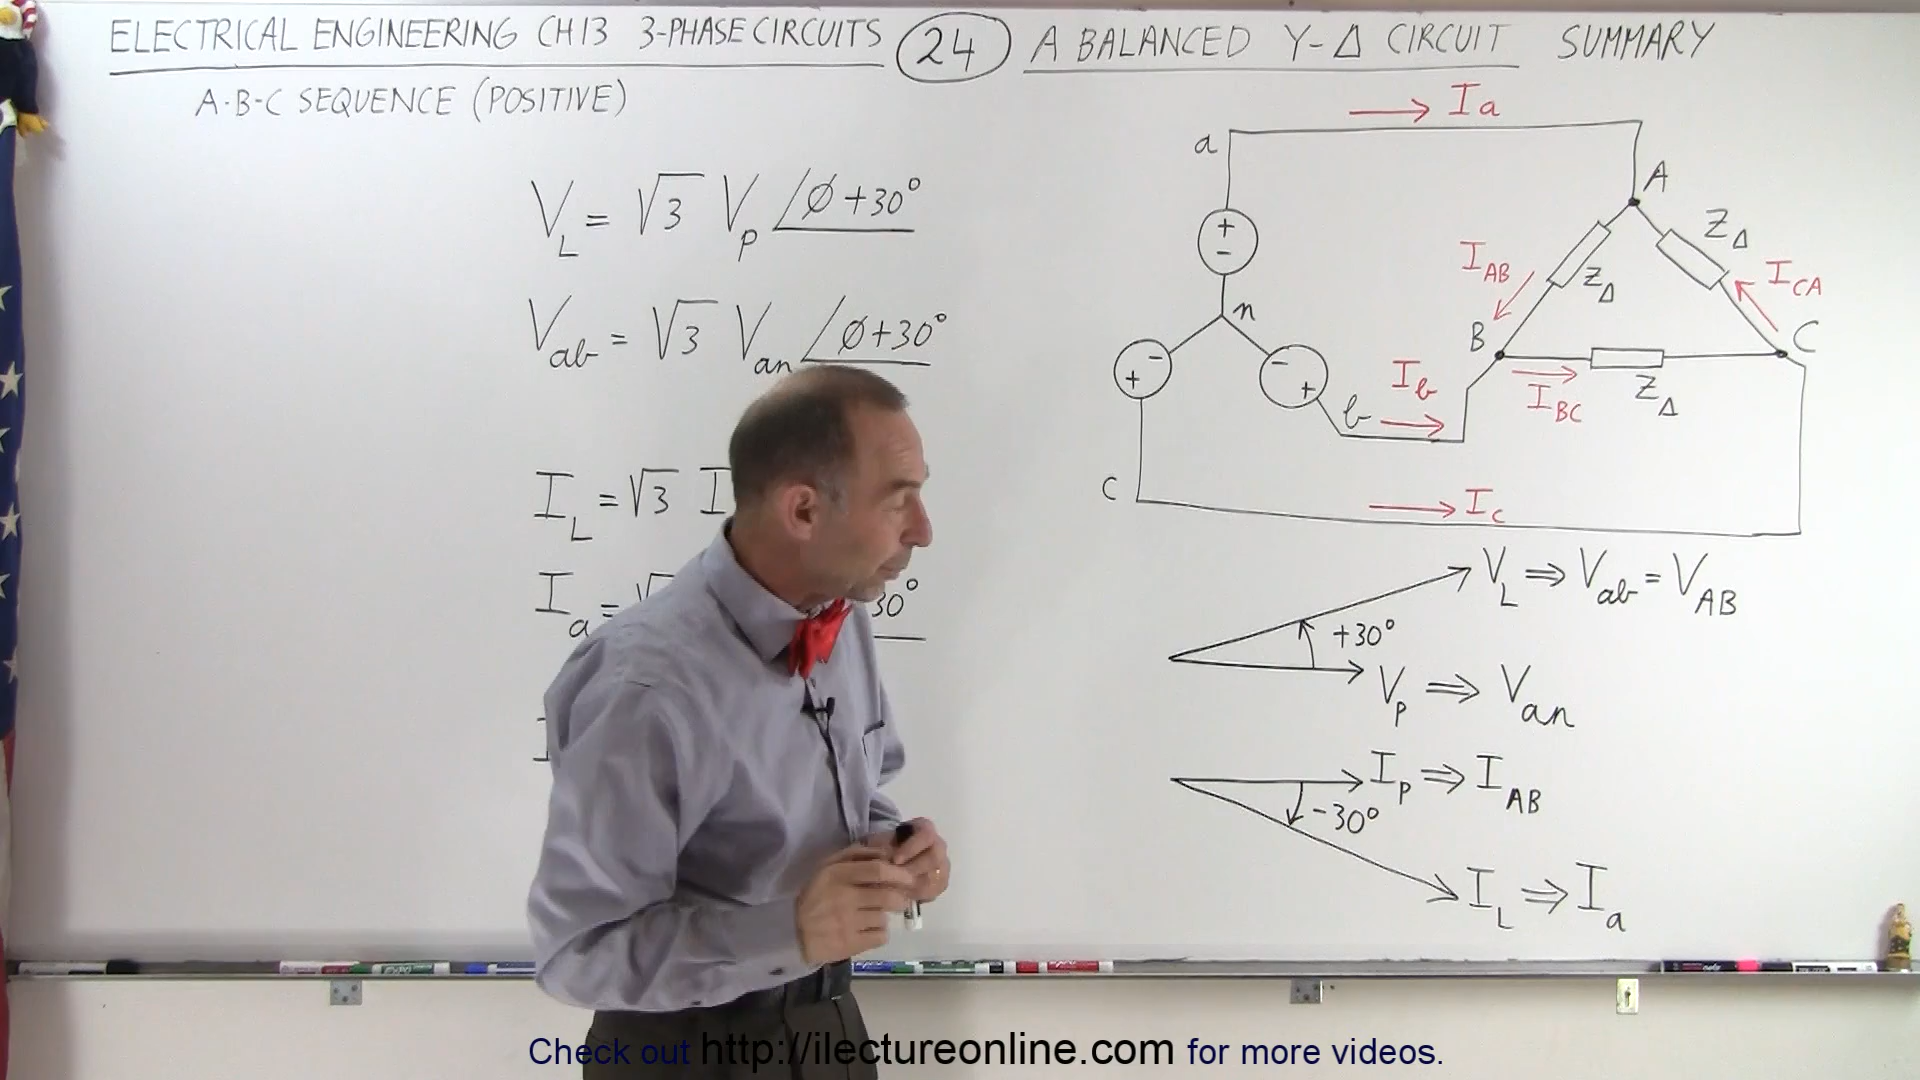 ELECTRICAL ENGINEERING CH 13 3-PHASE CIRCUITS 24 A BALANCED Y-Δ CIRCUIT SUMMARY
A-B-C SEQUENCE (POSITIVE)
V_L = √3 V_p ∠φ+30°
V_ab = √3 V_an ∠φ+30°
I_L = √3 I
I_a = √ 30°
I_a
a
A
+
-
Z_Δ
I_AB
Z_Δ
I_CA
n
B
C
-
+
-
+
I_b
b
I_BC
Z_Δ
c
I_c
V_L ⇒ V_ab = V_AB
+30°
V_p ⇒ V_an
I_p ⇒ I_AB
-30°
I_L ⇒ I_a
Check out http://ilectureonline.com for more videos.